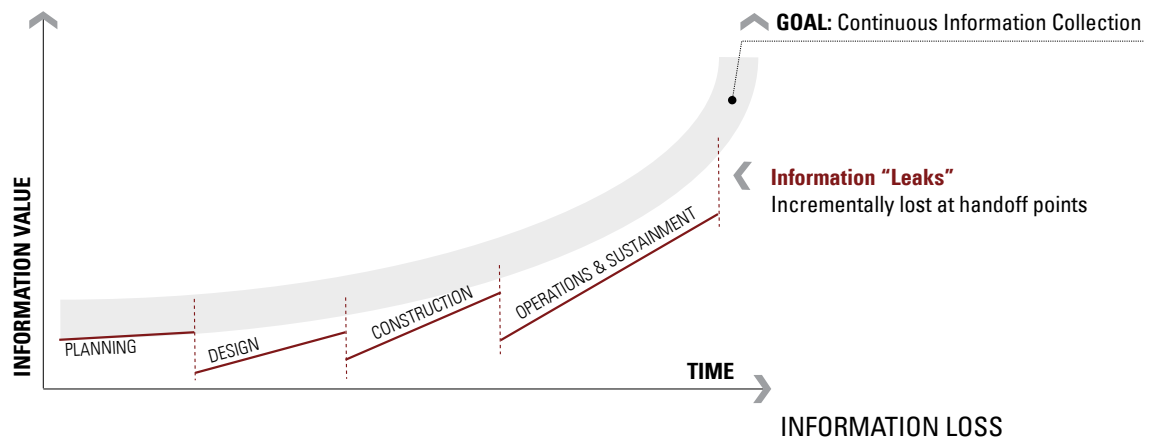 GOAL: Continuous Information Collection
Information “Leaks”
Incrementally lost at handoff points
INFORMATION VALUE
PLANNING
DESIGN
CONSTRUCTION
OPERATIONS & SUSTAINMENT
TIME
INFORMATION LOSS